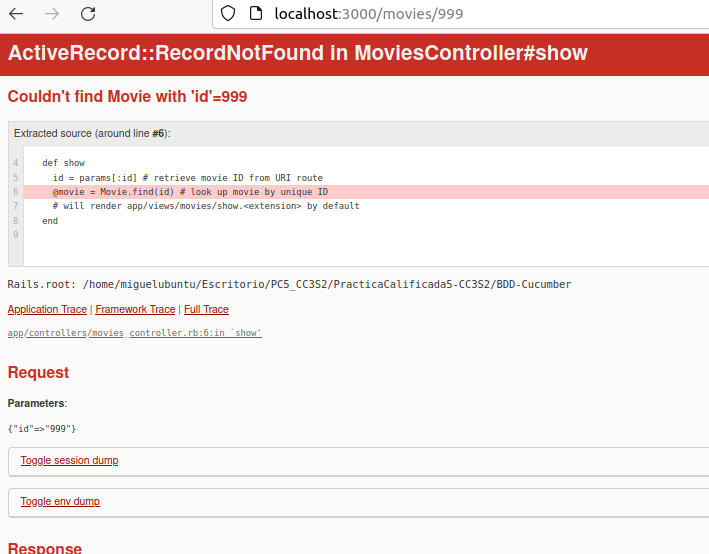 localhost:3000/movies/999
ActiveRecord::RecordNotFound in MoviesController#show
Couldn't find Movie with 'id'=999
Extracted source (around line #6):
4 def show
5 id = params[:id] # retrieve movie ID from URI route
6 @movie = Movie.find(id) # look up movie by unique ID
7 # will render app/views/movies/show.<extension> by default
8 end
9
Rails.root: /home/miguelubuntu/Escritorio/PC5_CC3S2/PracticaCalificada5-CC3S2/BDD-Cucumber
Application Trace | Framework Trace | Full Trace
app/controllers/movies_controller.rb:6:in `show'
Request
Parameters:
{"id"=>"999"}
Toggle session dump
Toggle env dump
Response